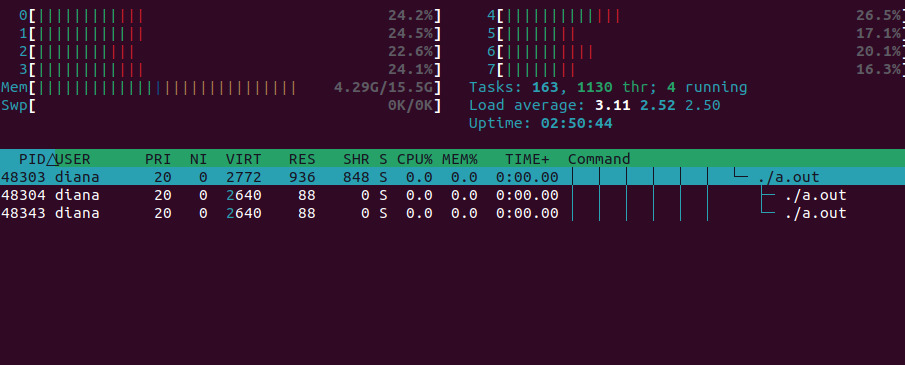 0[||||||||||||| 24.2%] 4[|||||||||||||| 26.5%]
1[||||||||||||| 24.5%] 5[|||||||| 17.1%]
2[|||||||||||| 22.6%] 6[||||||||||| 20.1%]
3[||||||||||||| 24.1%] 7[|||||||| 16.3%]
Mem[||||||||||||||||||||||||||||| 4.29G/15.5G] Tasks: 163, 1130 thr; 4 running
Swp[ 0K/0K] Load average: 3.11 2.52 2.50
Uptime: 02:50:44
PID△USER PRI NI VIRT RES SHR S CPU% MEM% TIME+ Command
48303 diana 20 0 2772 936 848 S 0.0 0.0 0:00.00 │ │ │ │ │ └─ ./a.out
48304 diana 20 0 2640 88 0 S 0.0 0.0 0:00.00 │ │ │ │ │ │ ├─ ./a.out
48343 diana 20 0 2640 88 0 S 0.0 0.0 0:00.00 │ │ │ │ │ │ └─ ./a.out